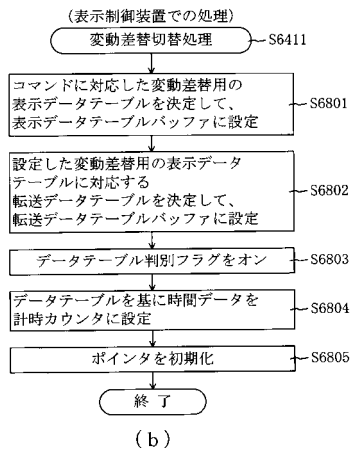 (表示制御装置での処理)
変動差替切替処理
S6411
コマンドに対応した変動差替用の
表示データテーブルを決定して、
表示データテーブルバッファに設定
S6801
設定した変動差替用の表示データ
テーブルに対応する
転送データテーブルを決定して、
転送データテーブルバッファに設定
S6802
データテーブル判別フラグをオン
S6803
データテーブルを基に時間データを
計時カウンタに設定
S6804
ポインタを初期化
S6805
終了
(b)